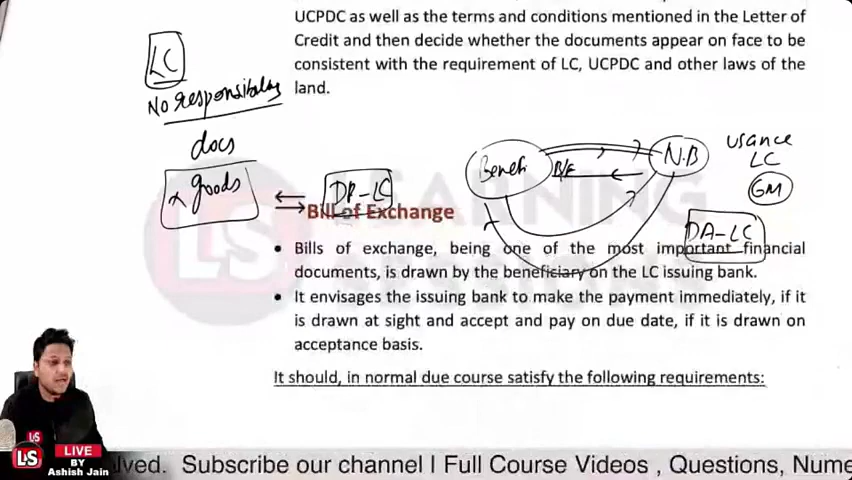 UCPDC as well as the terms and conditions mentioned in the Letter of
Credit and then decide whether the documents appear on face to be
consistent with the requirement of LC, UCPDC and other laws of the
land.
LC
No responsibility
docs
x goods
DP-LC
Benefi
B/E
N.B
usance
LC
GM
DA-LC
LEARNING
SESSIONS
LS
Bill of Exchange
• Bills of exchange, being one of the most important financial
documents, is drawn by the beneficiary on the LC issuing bank.
• It envisages the issuing bank to make the payment immediately, if it
is drawn at sight and accept and pay on due date, if it is drawn on
acceptance basis.
It should, in normal due course satisfy the following requirements:
LS
LS
LIVE
BY
Ashish Jain
lved. Subscribe our channel I Full Course Videos , Questions, Nume